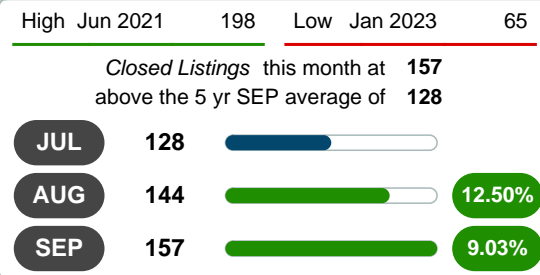 High Jun 2021 198 Low Jan 2023 65
Closed Listings this month at 157
above the 5 yr SEP average of 128
JUL 128
AUG 144 12.50%
SEP 157 9.03%